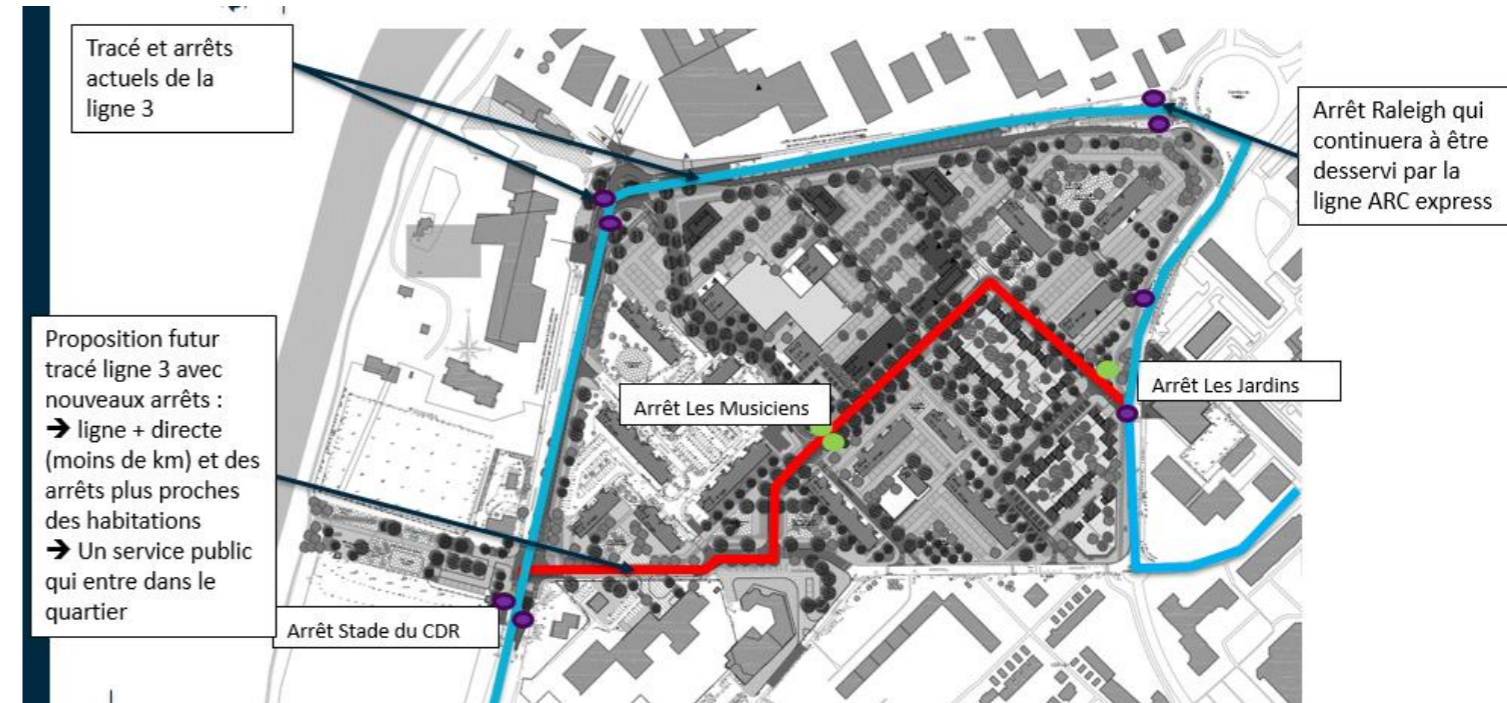 Tracé et arrêts
actuels de la
ligne 3
Arrêt Raleigh qui
continuera à être
desservi par la
ligne ARC express
Proposition futur
tracé ligne 3 avec
nouveaux arrêts :
➔ ligne + directe
(moins de km) et des
arrêts plus proches
des habitations
➔ Un service public
qui entre dans le
quartier
Arrêt Les Musiciens
Arrêt Les Jardins
Arrêt Stade du CDR